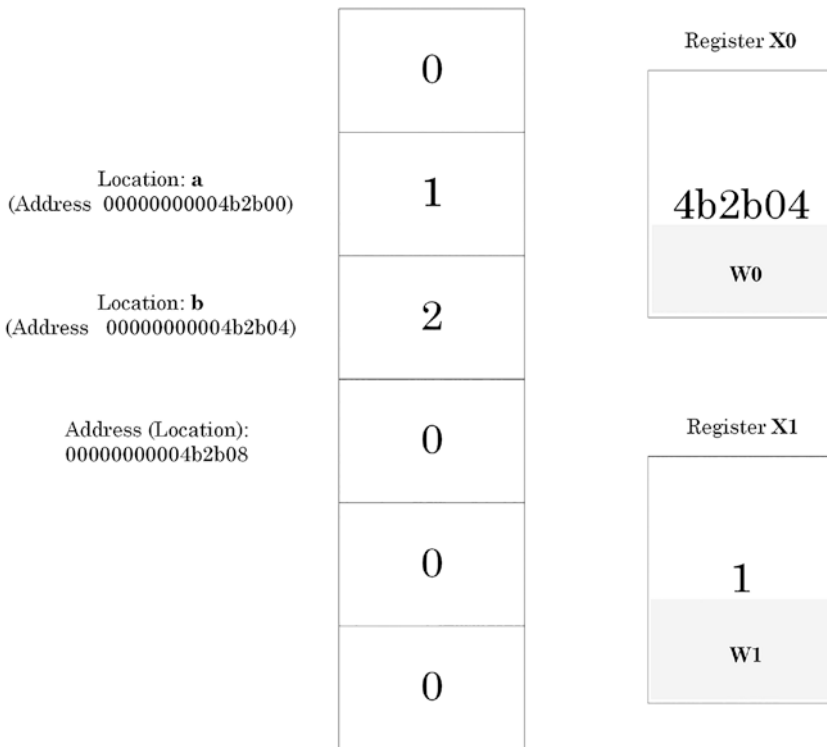 0
Register X0
Location: a
(Address 00000000004b2b00)
1
4b2b04
W0
Location: b
(Address 00000000004b2b04)
2
Address (Location):
00000000004b2b08
0
Register X1
0
1
W1
0